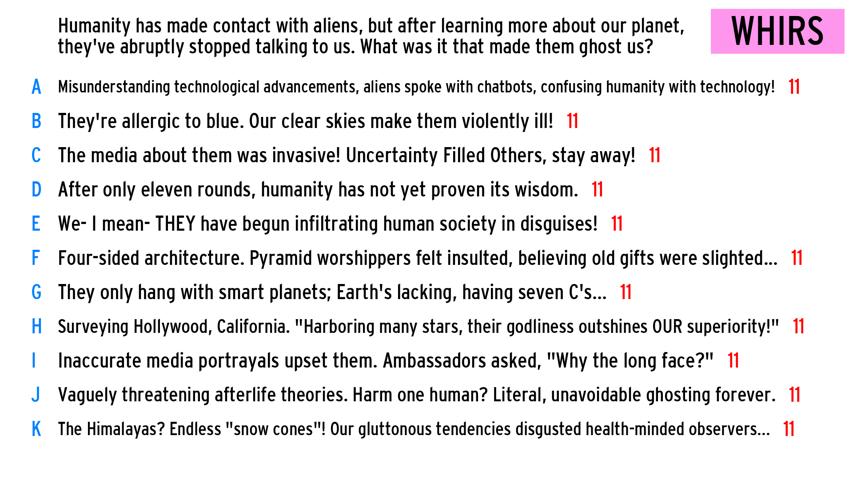 Humanity has made contact with aliens, but after learning more about our planet,
they've abruptly stopped talking to us. What was it that made them ghost us?
WHIRS
A Misunderstanding technological advancements, aliens spoke with chatbots, confusing humanity with technology! 11
B They're allergic to blue. Our clear skies make them violently ill! 11
C The media about them was invasive! Uncertainty Filled Others, stay away! 11
D After only eleven rounds, humanity has not yet proven its wisdom. 11
E We- I mean- THEY have begun infiltrating human society in disguises! 11
F Four-sided architecture. Pyramid worshippers felt insulted, believing old gifts were slighted... 11
G They only hang with smart planets; Earth's lacking, having seven C's... 11
H Surveying Hollywood, California. "Harboring many stars, their godliness outshines OUR superiority!" 11
I Inaccurate media portrayals upset them. Ambassadors asked, "Why the long face?" 11
J Vaguely threatening afterlife theories. Harm one human? Literal, unavoidable ghosting forever. 11
K The Himalayas? Endless "snow cones"! Our gluttonous tendencies disgusted health-minded observers... 11